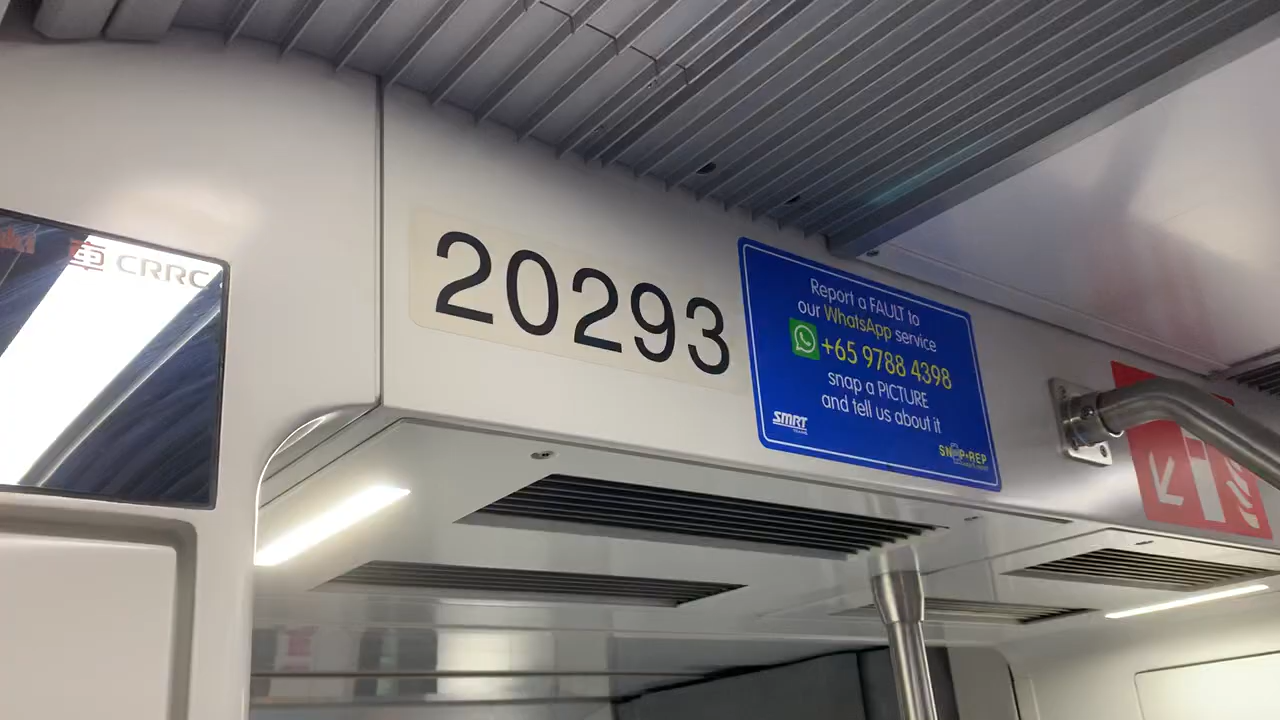 車 CRRC
20293
Report a FAULT to
our WhatsApp service
+65 9788 4398
snap a PICTURE
and tell us about it
SMRT
SNAP-REP